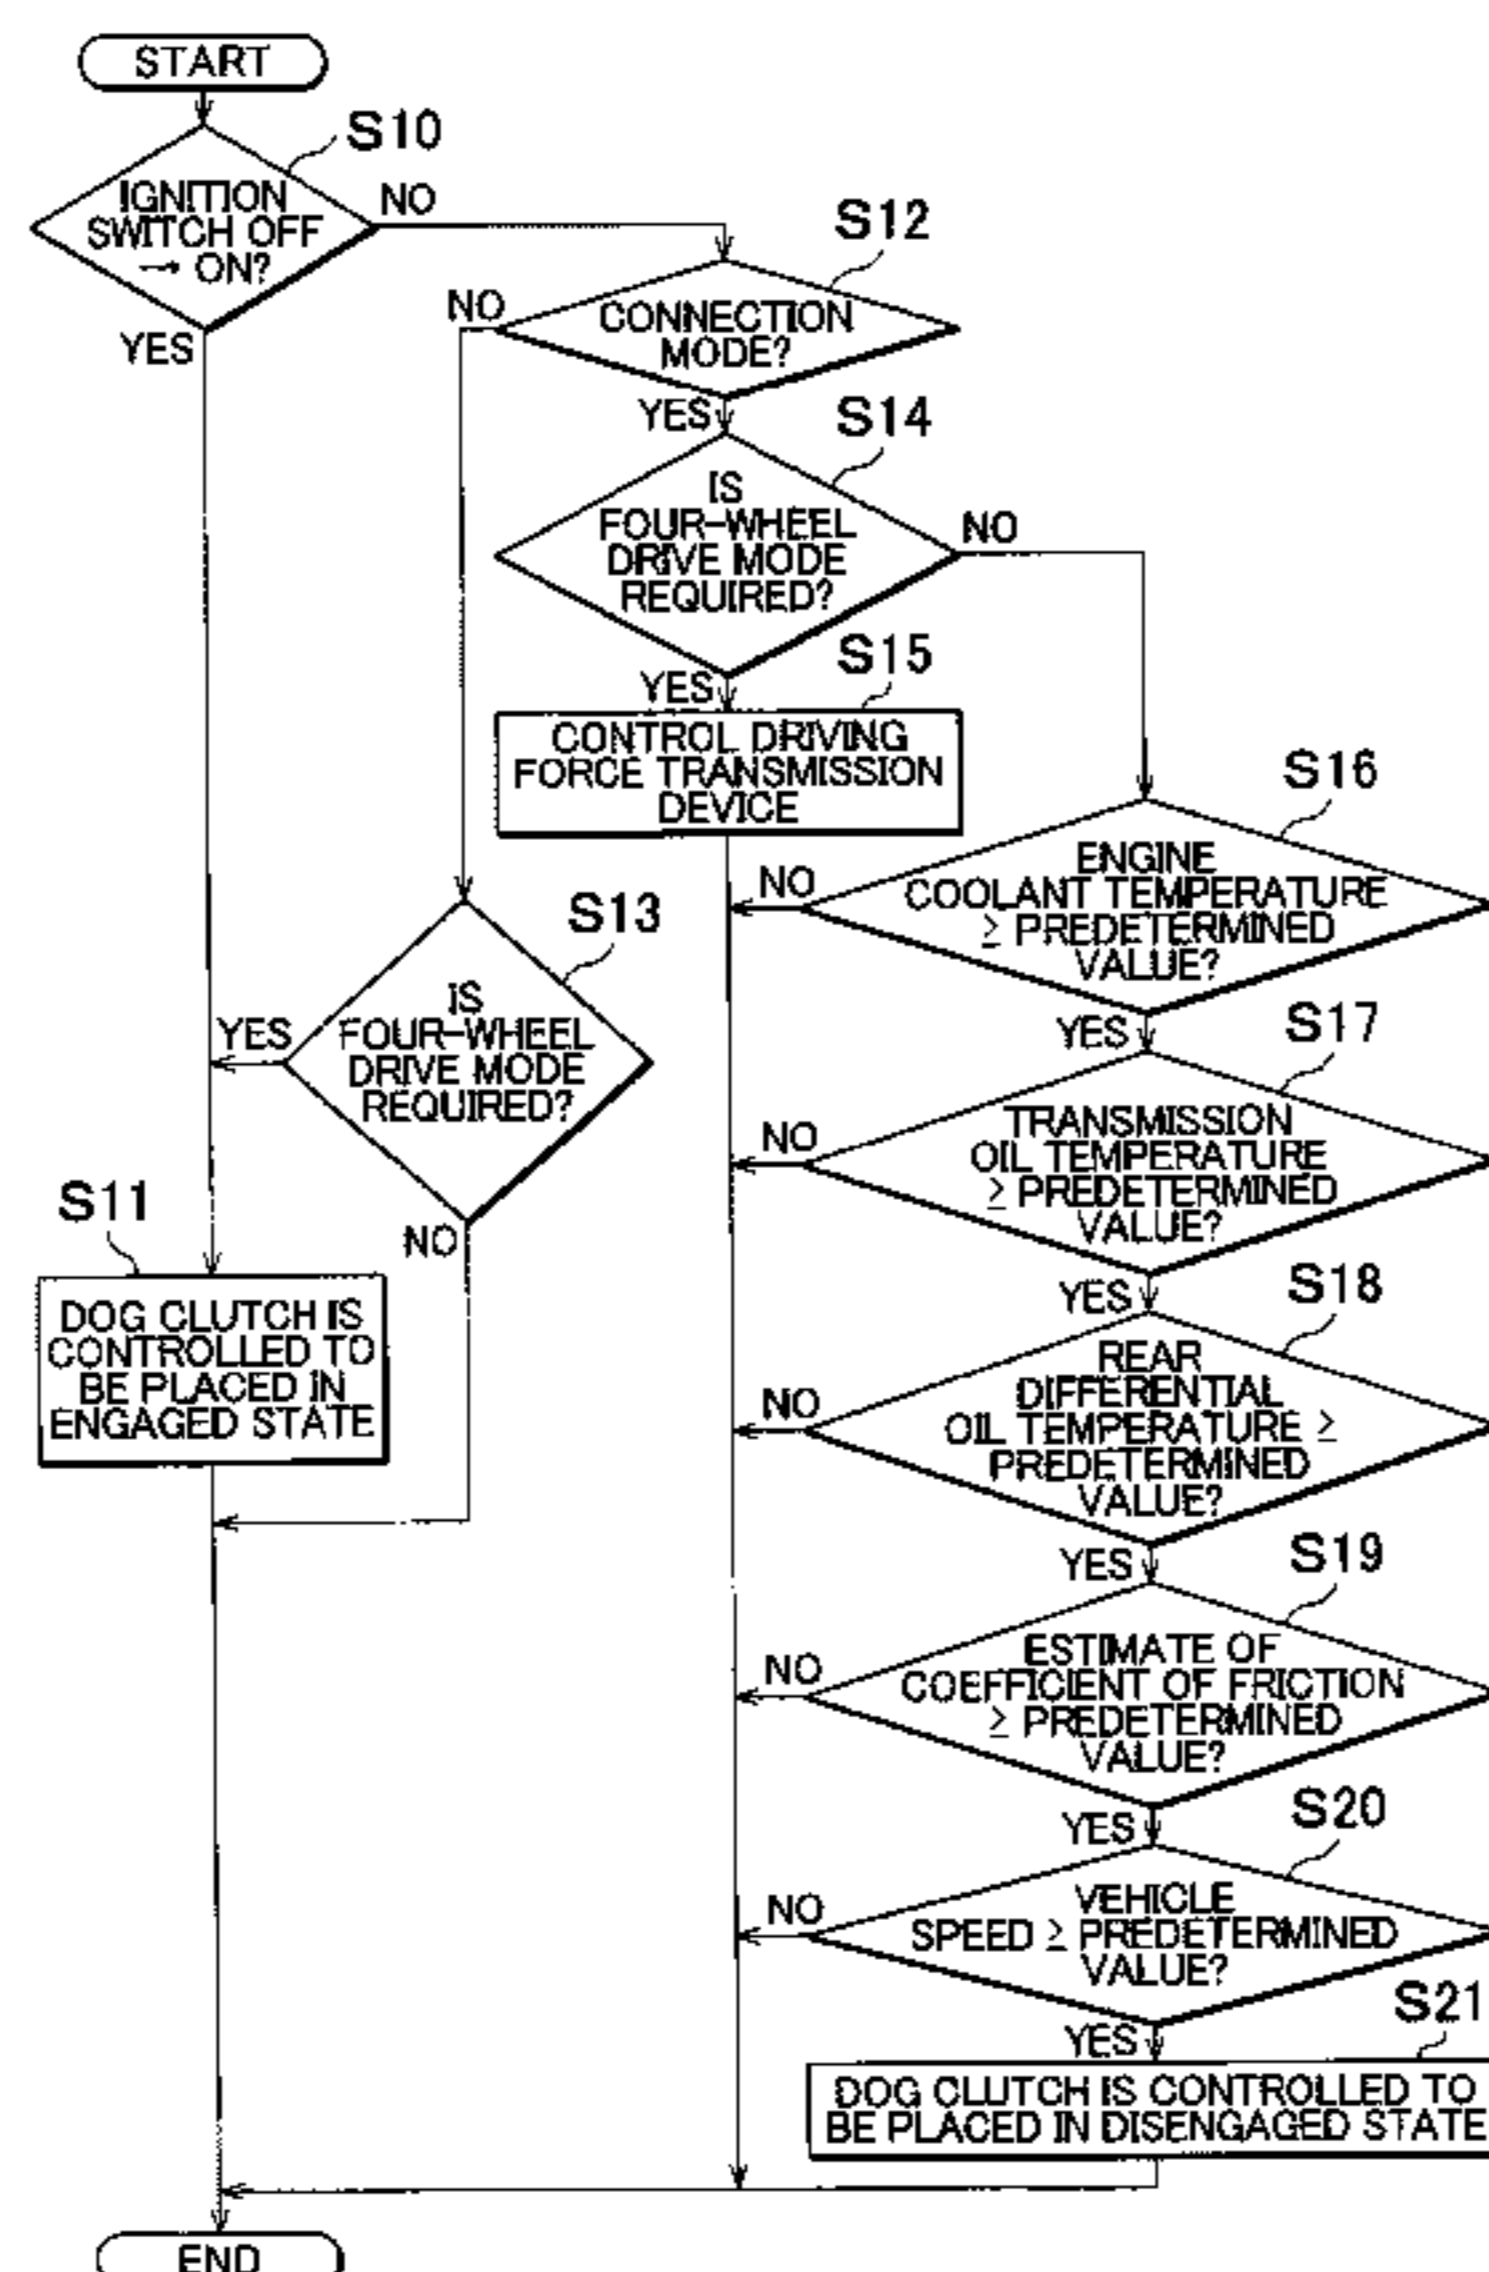 START
S10
IGNITION
SWITCH OFF
→ ON?
NO
YES
S12
CONNECTION
MODE?
NO
YES
S14
IS
FOUR-WHEEL
DRIVE MODE
REQUIRED?
NO
YES
S15
CONTROL DRIVING
FORCE TRANSMISSION
DEVICE
S16
ENGINE
COOLANT TEMPERATURE
≥ PREDETERMINED
VALUE?
NO
YES
S13
IS
FOUR-WHEEL
DRIVE MODE
REQUIRED?
YES
NO
S17
TRANSMISSION
OIL TEMPERATURE
≥ PREDETERMINED
VALUE?
NO
YES
S11
DOG CLUTCH IS
CONTROLLED TO
BE PLACED IN
ENGAGED STATE
S18
REAR
DIFFERENTIAL
OIL TEMPERATURE ≥
PREDETERMINED
VALUE?
NO
YES
S19
ESTIMATE OF
COEFFICIENT OF FRICTION
≥ PREDETERMINED
VALUE?
NO
YES
S20
VEHICLE
SPEED ≥ PREDETERMINED
VALUE?
NO
YES
S21
DOG CLUTCH IS CONTROLLED TO
BE PLACED IN DISENGAGED STATE
END